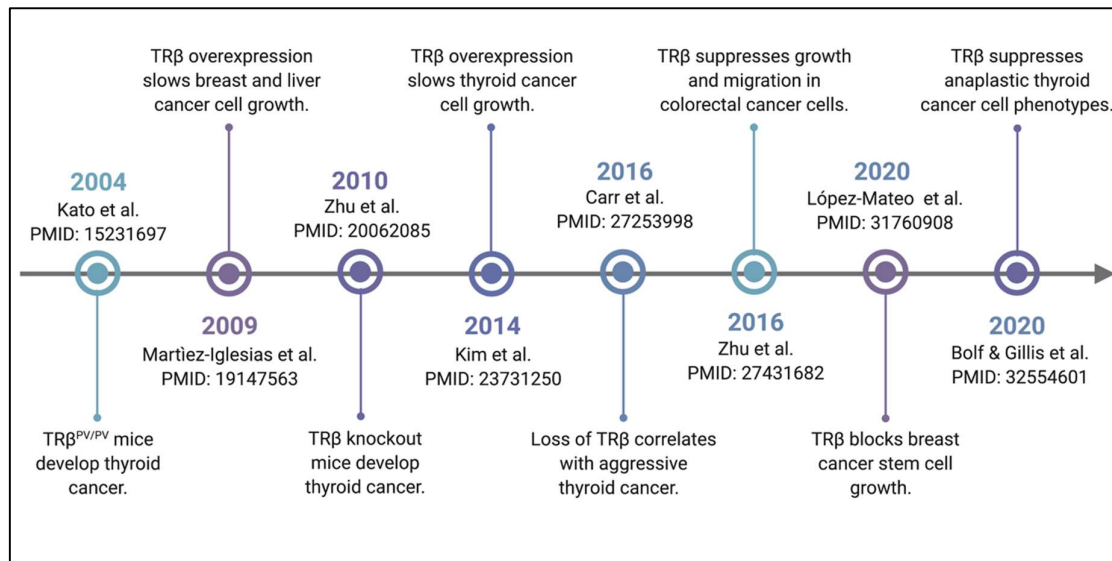 TRβ overexpression
slows breast and liver
cancer cell growth.
TRβ overexpression
slows thyroid cancer
cell growth.
TRβ suppresses growth
and migration in
colorectal cancer cells.
TRβ suppresses
anaplastic thyroid
cancer cell phenotypes.
2004
Kato et al.
PMID: 15231697
2010
Zhu et al.
PMID: 20062085
2016
Carr et al.
PMID: 27253998
2020
López-Mateo et al.
PMID: 31760908
2009
Martìez-Iglesias et al.
PMID: 19147563
2014
Kim et al.
PMID: 23731250
2016
Zhu et al.
PMID: 27431682
2020
Bolf & Gillis et al.
PMID: 32554601
TRβPV/PV mice
develop thyroid
cancer.
TRβ knockout
mice develop
thyroid cancer.
Loss of TRβ correlates
with aggressive
thyroid cancer.
TRβ blocks breast
cancer stem cell
growth.